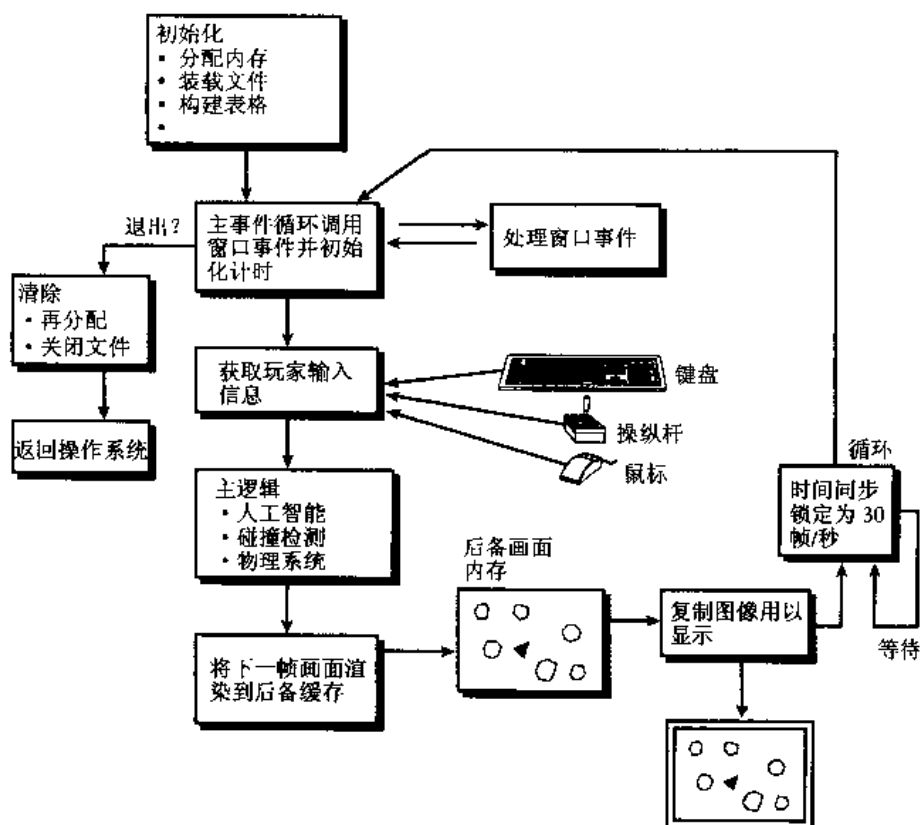 初始化
• 分配内存
• 装载文件
• 构建表格
•
退出?
主事件循环调用
窗口事件并初始
化计时
处理窗口事件
清除
• 再分配
• 关闭文件
返回操作系统
获取玩家输入
信息
键盘
操纵杆
鼠标
主逻辑
• 人工智能
• 碰撞检测
• 物理系统
循环
时间同步
锁定为 30
帧/秒
等待
后备画面
内存
复制图像用以
显示
将下一帧画面渲
染到后备缓存